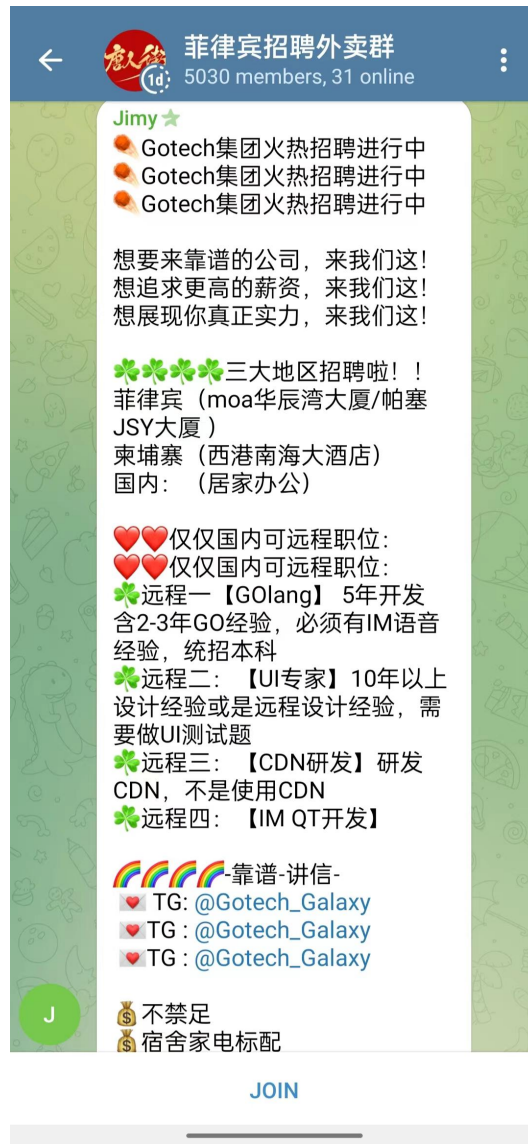 唐人街
1d
菲律宾招聘外卖群
5030 members, 31 online
Jimy
Gotech集团火热招聘进行中
Gotech集团火热招聘进行中
Gotech集团火热招聘进行中
想要来靠谱的公司，来我们这！
想追求更高的薪资，来我们这！
想展现你真正实力，来我们这！
☘☘☘☘三大地区招聘啦！！
菲律宾（moa华辰湾大厦/帕塞
JSY大厦 ）
柬埔寨（西港南海大酒店）
国内：（居家办公）
❤❤仅仅国内可远程职位：
❤❤仅仅国内可远程职位：
☘远程一【GOlang】 5年开发
含2-3年GO经验，必须有IM语音
经验，统招本科
☘远程二：【UI专家】10年以上
设计经验或是远程设计经验，需
要做UI测试题
☘远程三：【CDN研发】研发
CDN，不是使用CDN
☘远程四：【IM QT开发】
🌈🌈🌈🌈-靠谱-讲信-
💌 TG: @Gotech_Galaxy
💌TG : @Gotech_Galaxy
💌TG : @Gotech_Galaxy
J
💰不禁足
💰宿舍家电标配
JOIN